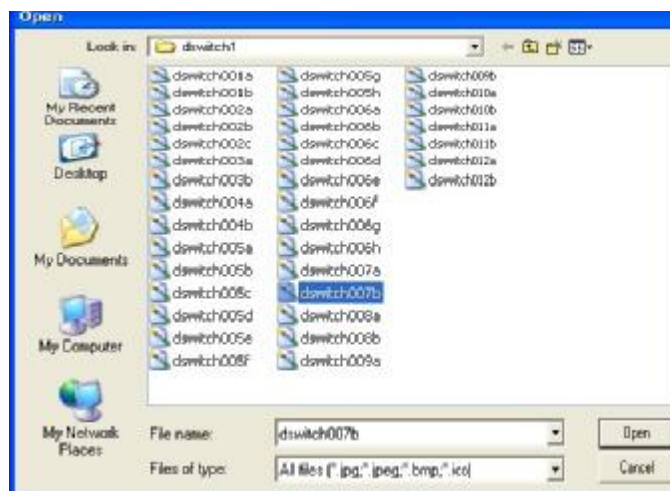 Open
Look in:
dswitch1
My Recent
Documents
Desktop
My Documents
My Computer
My Network
Places
dswitch001a
dswitch001b
dswitch002a
dswitch002b
dswitch002c
dswitch003a
dswitch003b
dswitch004a
dswitch004b
dswitch005a
dswitch005b
dswitch005c
dswitch005d
dswitch005e
dswitch005f
dswitch005g
dswitch005h
dswitch006a
dswitch006b
dswitch006c
dswitch006d
dswitch006e
dswitch006f
dswitch006g
dswitch006h
dswitch007a
dswitch007b
dswitch008a
dswitch008b
dswitch009a
dswitch009b
dswitch010a
dswitch010b
dswitch011a
dswitch011b
dswitch012a
dswitch012b
File name:
dswitch007b
Open
Files of type:
All files (*.jpg;*.jpeg;*.bmp;*.ico
Cancel